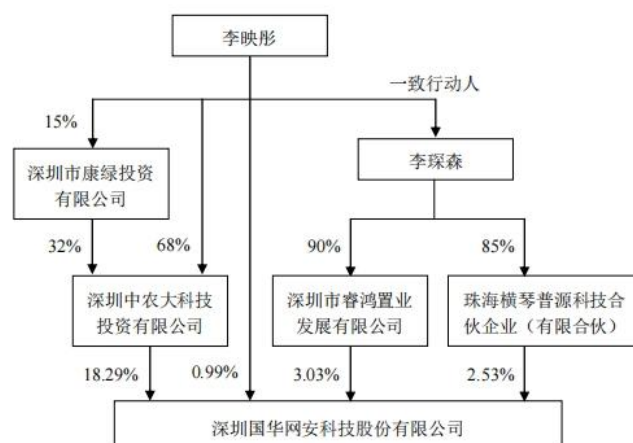 李映彤
一致行动人
15%
李琛森
深圳市康绿投资
有限公司
32%
68%
90%
85%
深圳中农大科技
投资有限公司
深圳市睿鸿置业
发展有限公司
珠海横琴普源科技合
伙企业（有限合伙）
18.29%
0.99%
3.03%
2.53%
深圳国华网安科技股份有限公司